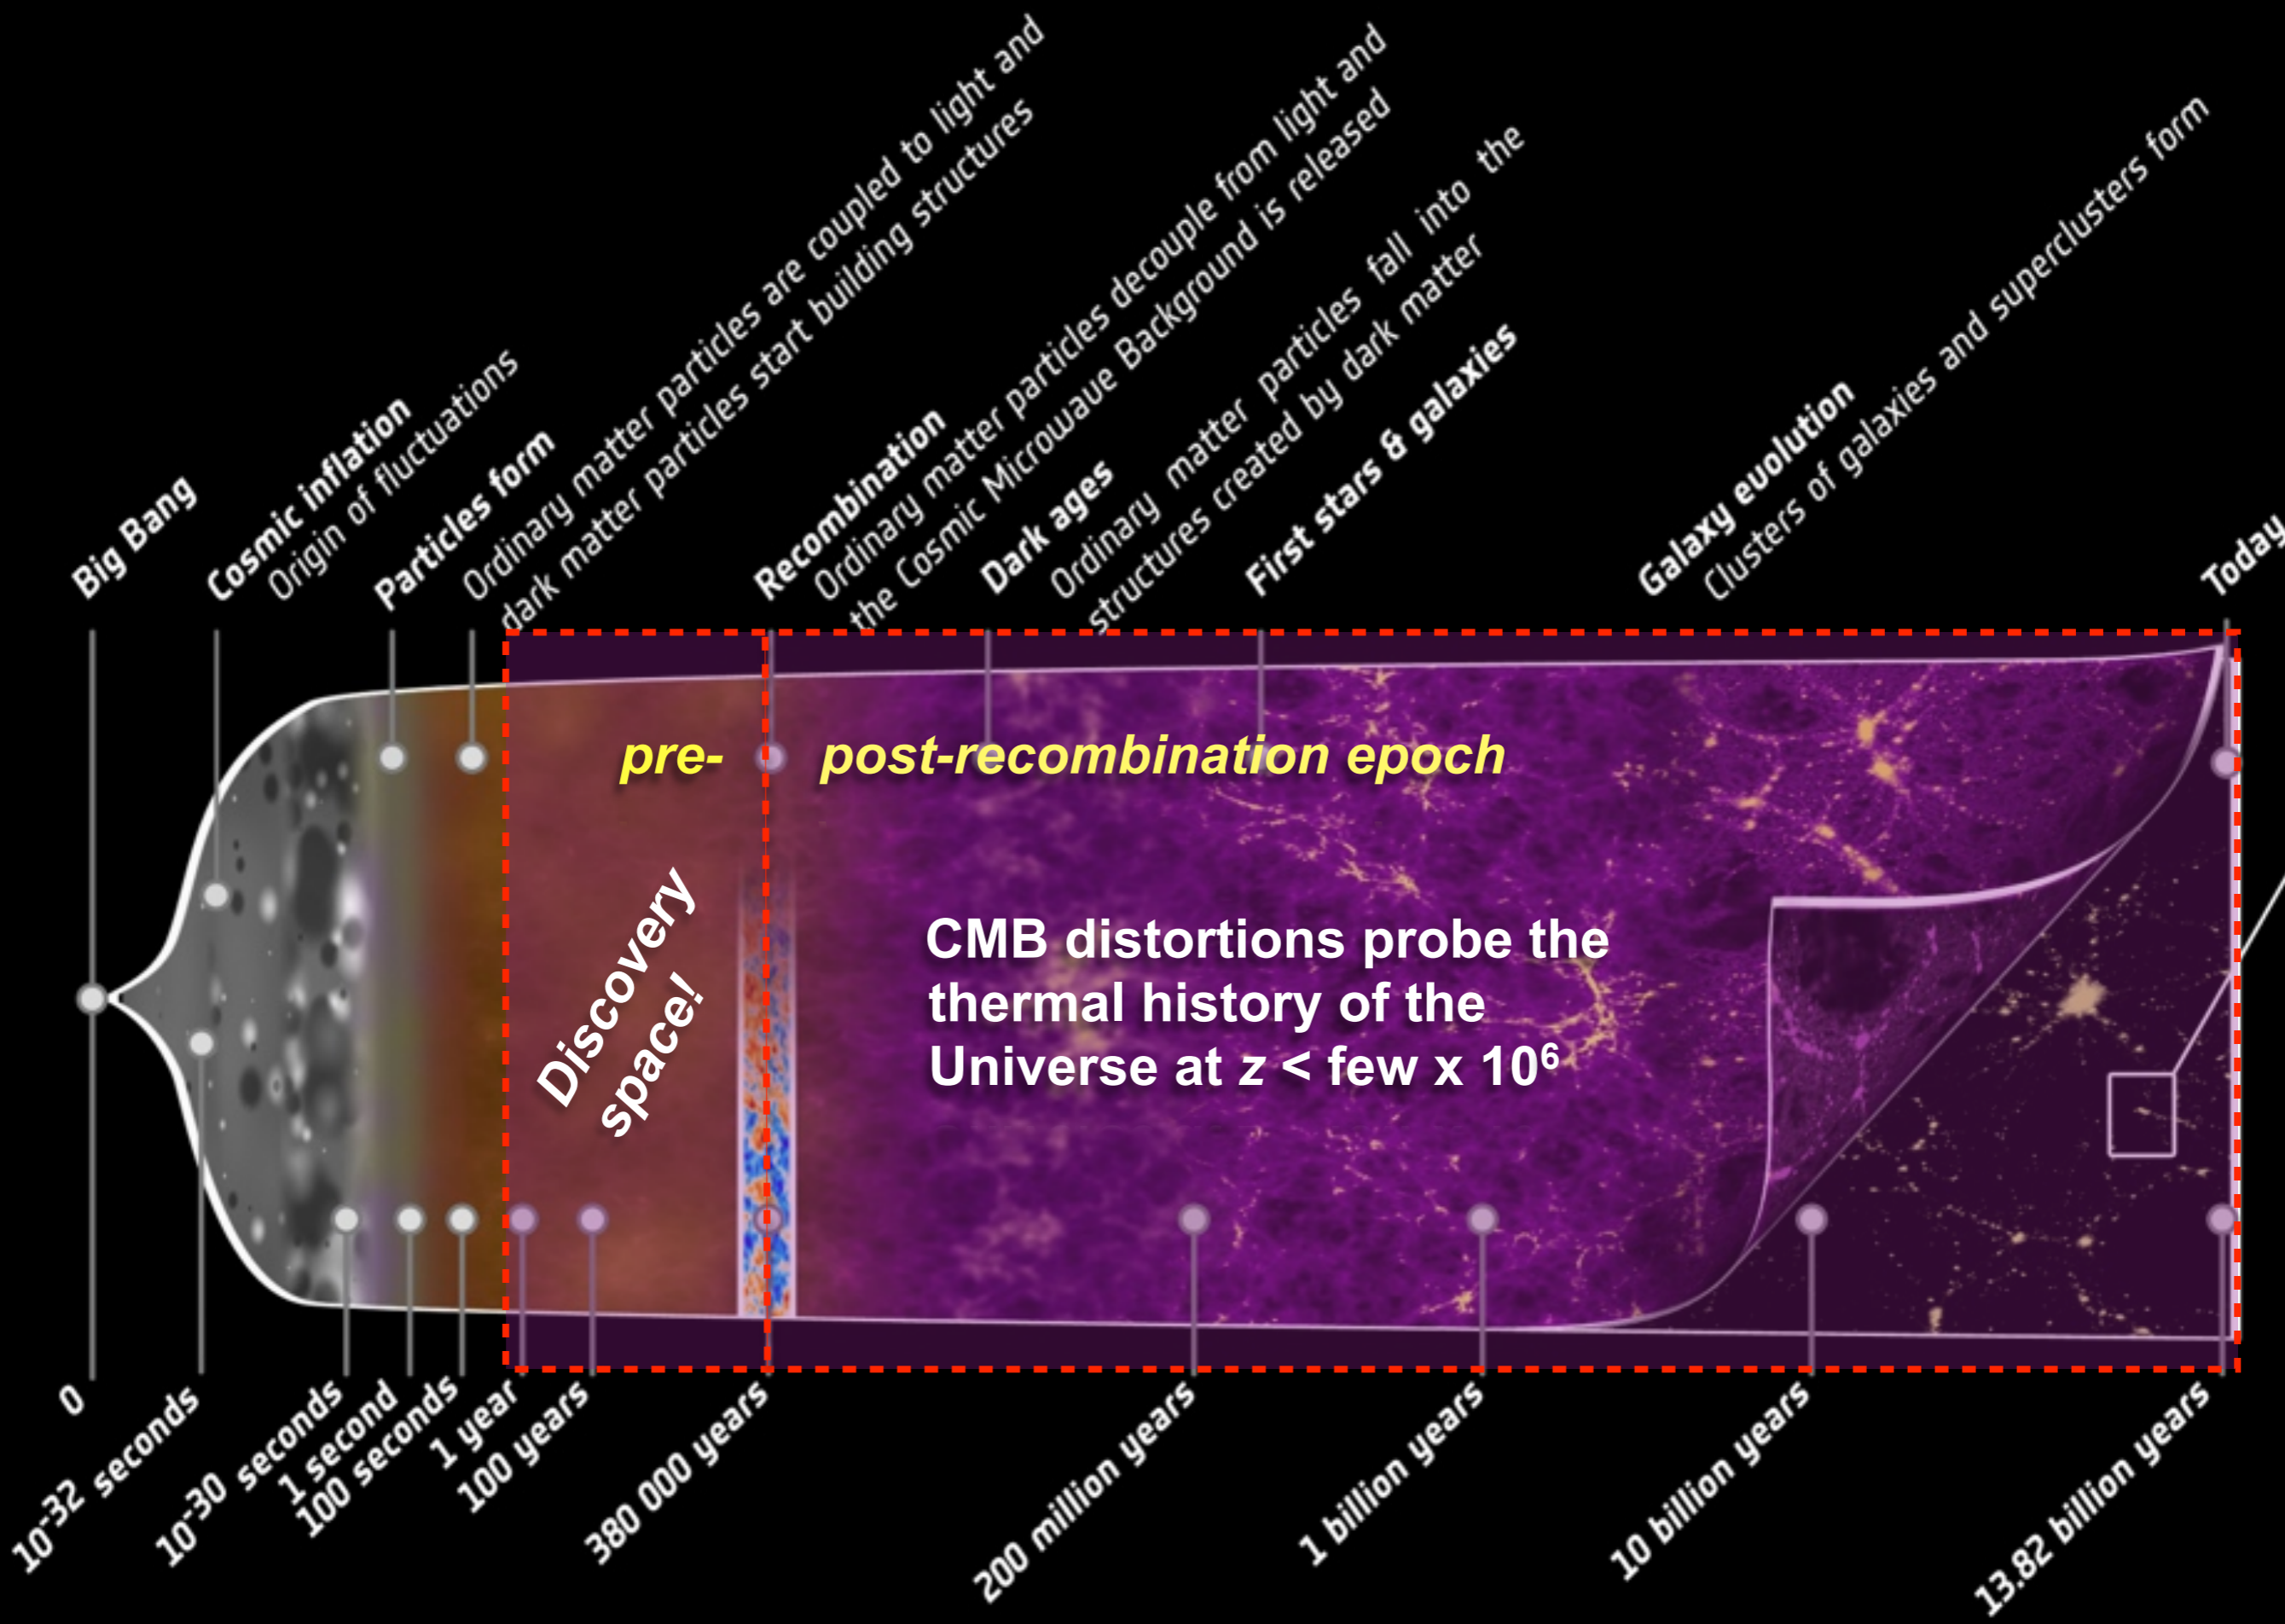 Big Bang
Cosmic inflation
Origin of fluctuations
Particles form
Ordinary matter particles are coupled to light and
dark matter particles start building structures
Recombination
Ordinary matter particles decouple from light and
the Cosmic Microwave Background is released
Dark ages
Ordinary matter particles fall into the
structures created by dark matter
First stars & galaxies
Galaxy evolution
Clusters of galaxies and superclusters form
Today
pre-
post-recombination epoch
Discovery
space!
CMB distortions probe the
thermal history of the
Universe at z < few x 10⁶
0
10⁻³² seconds
10⁻³⁰ seconds
1 second
100 seconds
1 year
100 years
380 000 years
200 million years
1 billion years
10 billion years
13.82 billion years